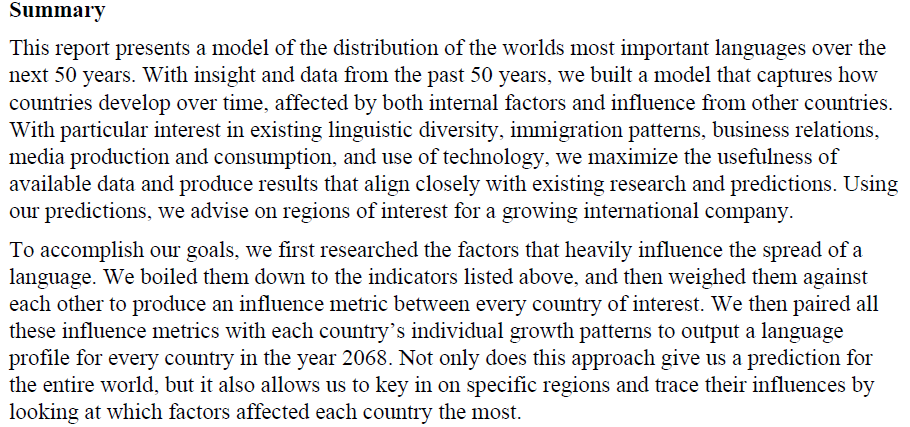 Summary
This report presents a model of the distribution of the worlds most important languages over the
next 50 years. With insight and data from the past 50 years, we built a model that captures how
countries develop over time, affected by both internal factors and influence from other countries.
With particular interest in existing linguistic diversity, immigration patterns, business relations,
media production and consumption, and use of technology, we maximize the usefulness of
available data and produce results that align closely with existing research and predictions. Using
our predictions, we advise on regions of interest for a growing international company.
To accomplish our goals, we first researched the factors that heavily influence the spread of a
language. We boiled them down to the indicators listed above, and then weighed them against
each other to produce an influence metric between every country of interest. We then paired all
these influence metrics with each country’s individual growth patterns to output a language
profile for every country in the year 2068. Not only does this approach give us a prediction for
the entire world, but it also allows us to key in on specific regions and trace their influences by
looking at which factors affected each country the most.